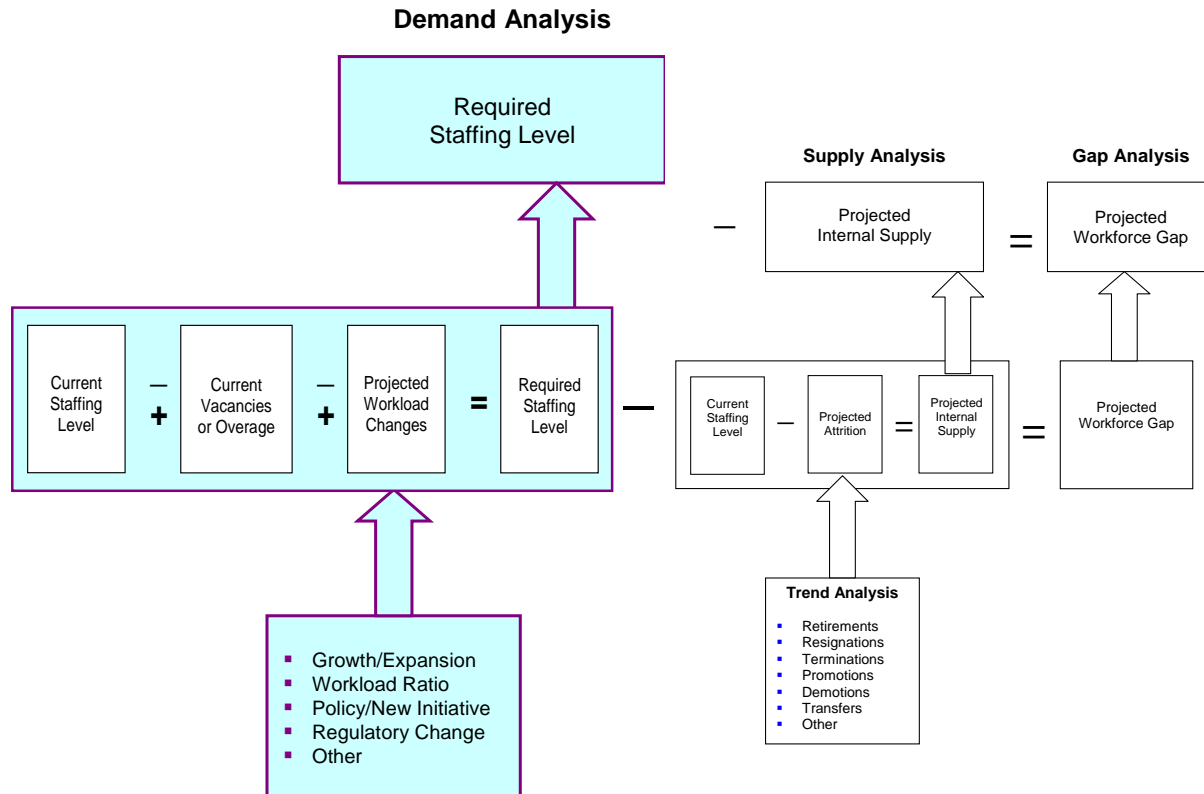 Demand Analysis
Required
Staffing Level
Supply Analysis
Gap Analysis
–
Projected
Internal Supply
=
Projected
Workforce Gap
Current
Staffing
Level
–
+
Current
Vacancies
or Overage
–
+
Projected
Workload
Changes
=
Required
Staffing
Level
–
Current
Staffing
Level
–
Projected
Attrition
=
Projected
Internal
Supply
=
Projected
Workforce Gap
▪ Growth/Expansion
▪ Workload Ratio
▪ Policy/New Initiative
▪ Regulatory Change
▪ Other
Trend Analysis
▪ Retirements
▪ Resignations
▪ Terminations
▪ Promotions
▪ Demotions
▪ Transfers
▪ Other